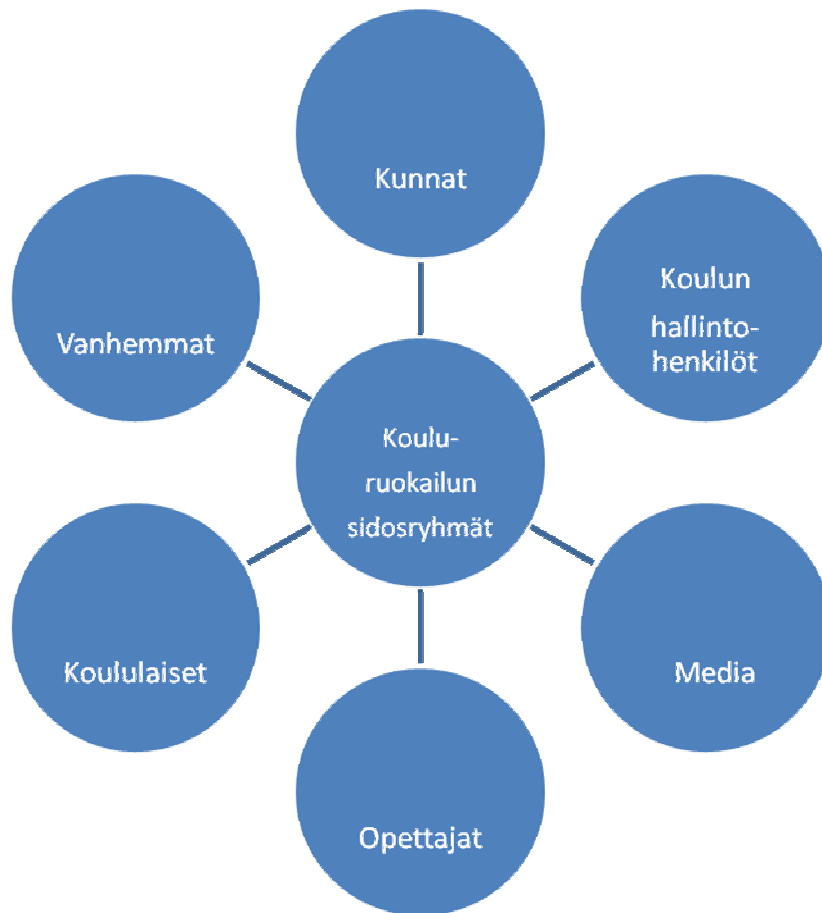 Kunnat
Koulun
hallinto-
henkilöt
Vanhemmat
Koulu-
ruokailun
sidosryhmät
Koululaiset
Media
Opettajat